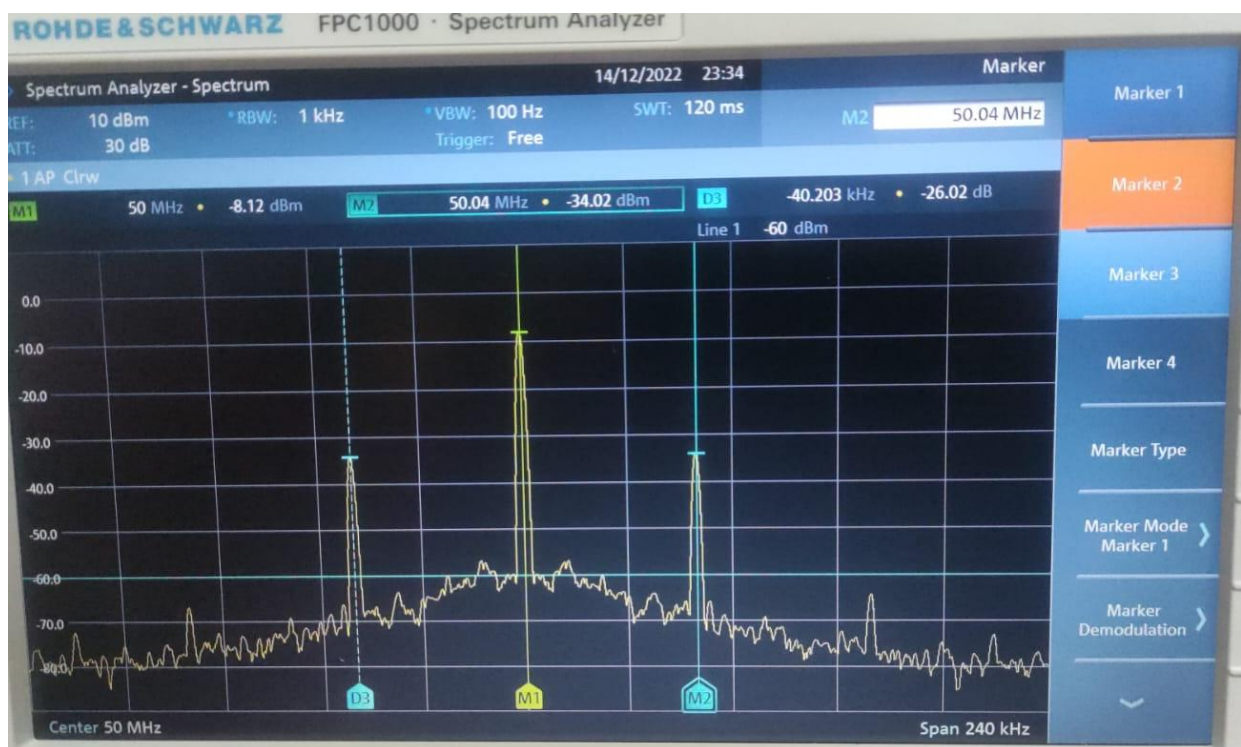 ROHDE & SCHWARZ FPC1000 · Spectrum Analyzer
Spectrum Analyzer - Spectrum 14/12/2022 23:34 Marker
REF: 10 dBm RBW: 1 kHz VBW: 100 Hz SWT: 120 ms M2 50.04 MHz
ATT: 30 dB Trigger: Free
1 AP Clrw
M1 50 MHz • -8.12 dBm M2 50.04 MHz • -34.02 dBm D3 -40.203 kHz • -26.02 dB
Line 1 -60 dBm
0.0
-10.0
-20.0
-30.0
-40.0
-50.0
-60.0
-70.0
-80.0
D3 M1 M2
Center 50 MHz Span 240 kHz
Marker 1
Marker 2
Marker 3
Marker 4
Marker Type
Marker Mode
Marker 1
Marker
Demodulation